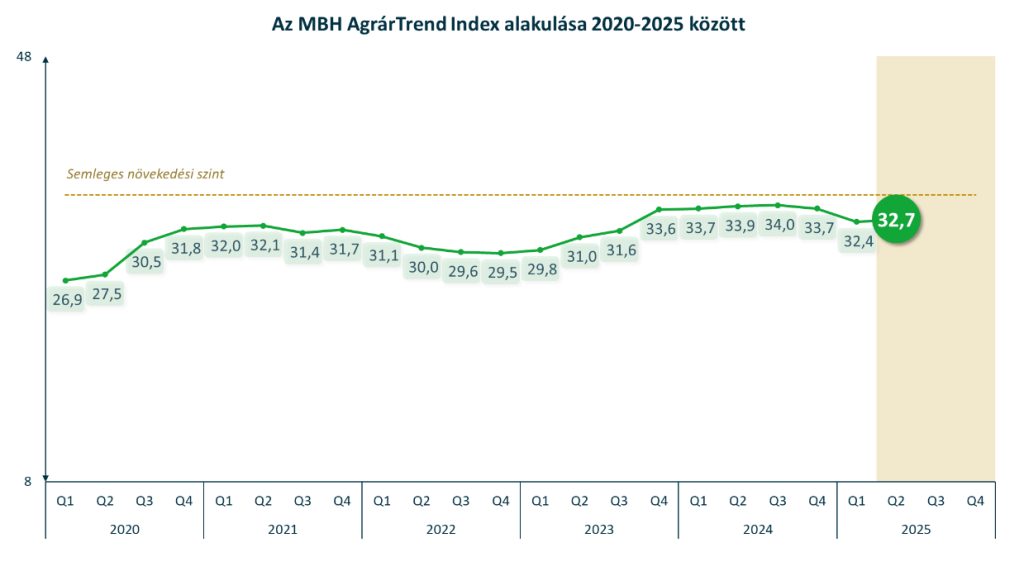 Az MBH AgrárTrend Index alakulása 2020-2025 között
48
Semleges növekedési szint
26,9 27,5 30,5 31,8 32,0 32,1 31,4 31,7 31,1 30,0 29,6 29,5 29,8 31,0 31,6 33,6 33,7 33,9 34,0 33,7 32,4 32,7
8
Q1 Q2 Q3 Q4 Q1 Q2 Q3 Q4 Q1 Q2 Q3 Q4 Q1 Q2 Q3 Q4 Q1 Q2 Q3 Q4 Q1 Q2 Q3 Q4
2020 2021 2022 2023 2024 2025